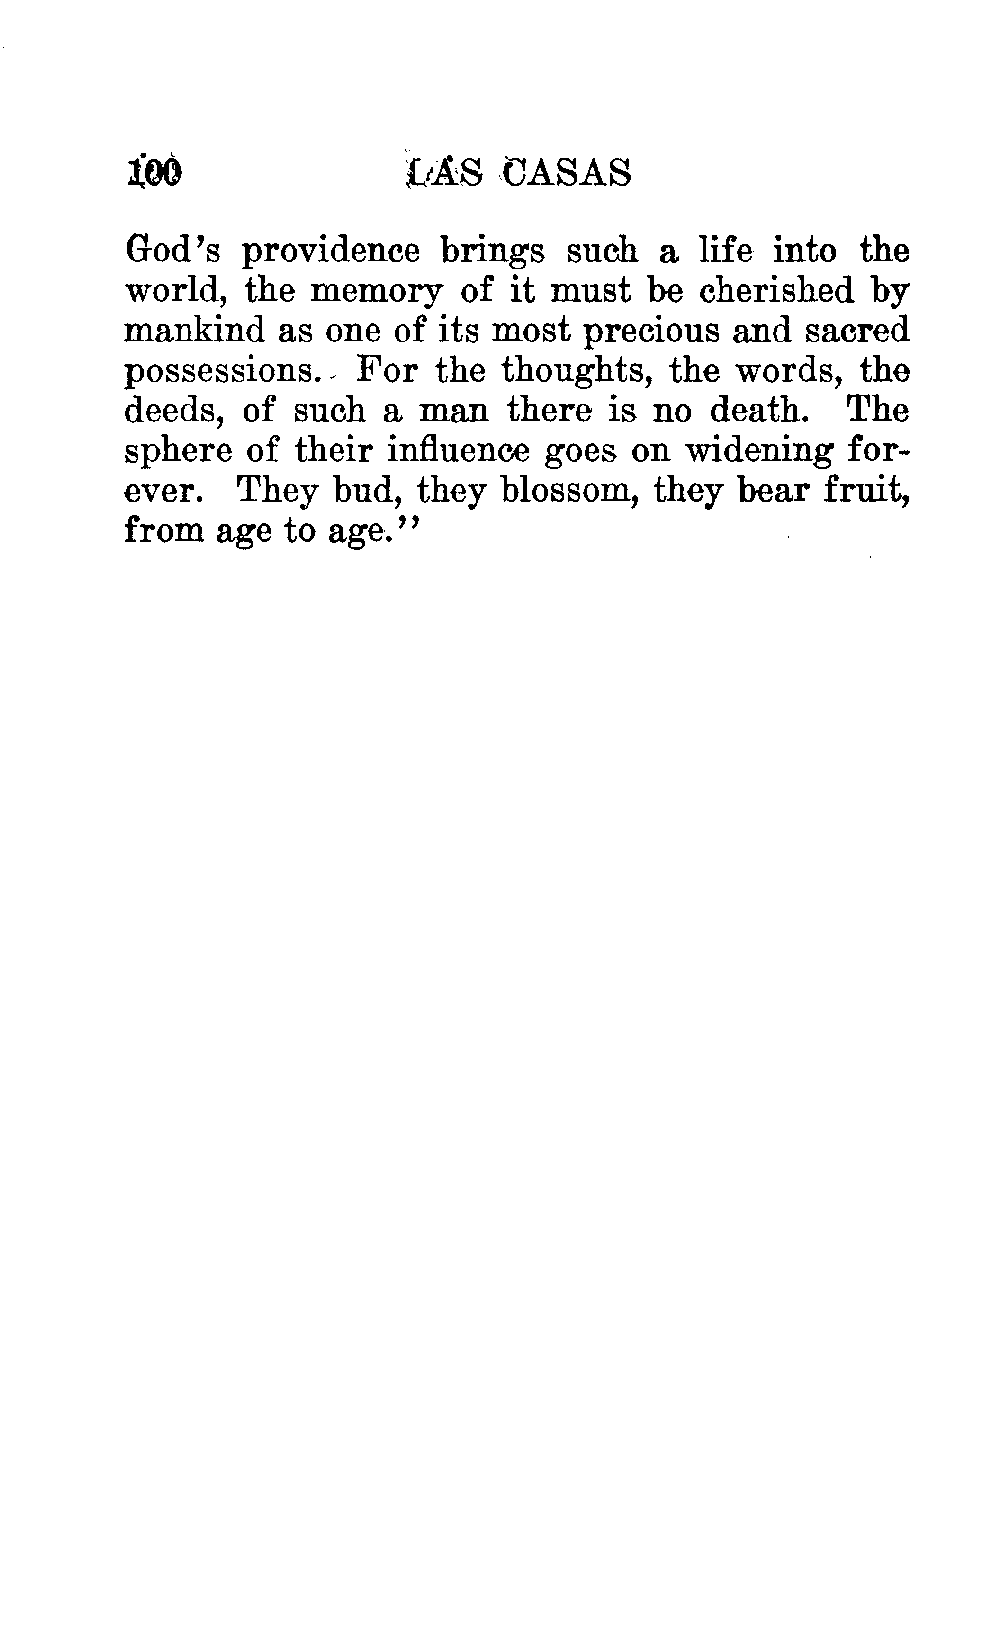 100 LAS CASAS
God's providence brings such a life into the
world, the memory of it must be cherished by
mankind as one of its most precious and sacred
possessions. For the thoughts, the words, the
deeds, of such a man there is no death. The
sphere of their influence goes on widening for-
ever. They bud, they blossom, they bear fruit,
from age to age.”